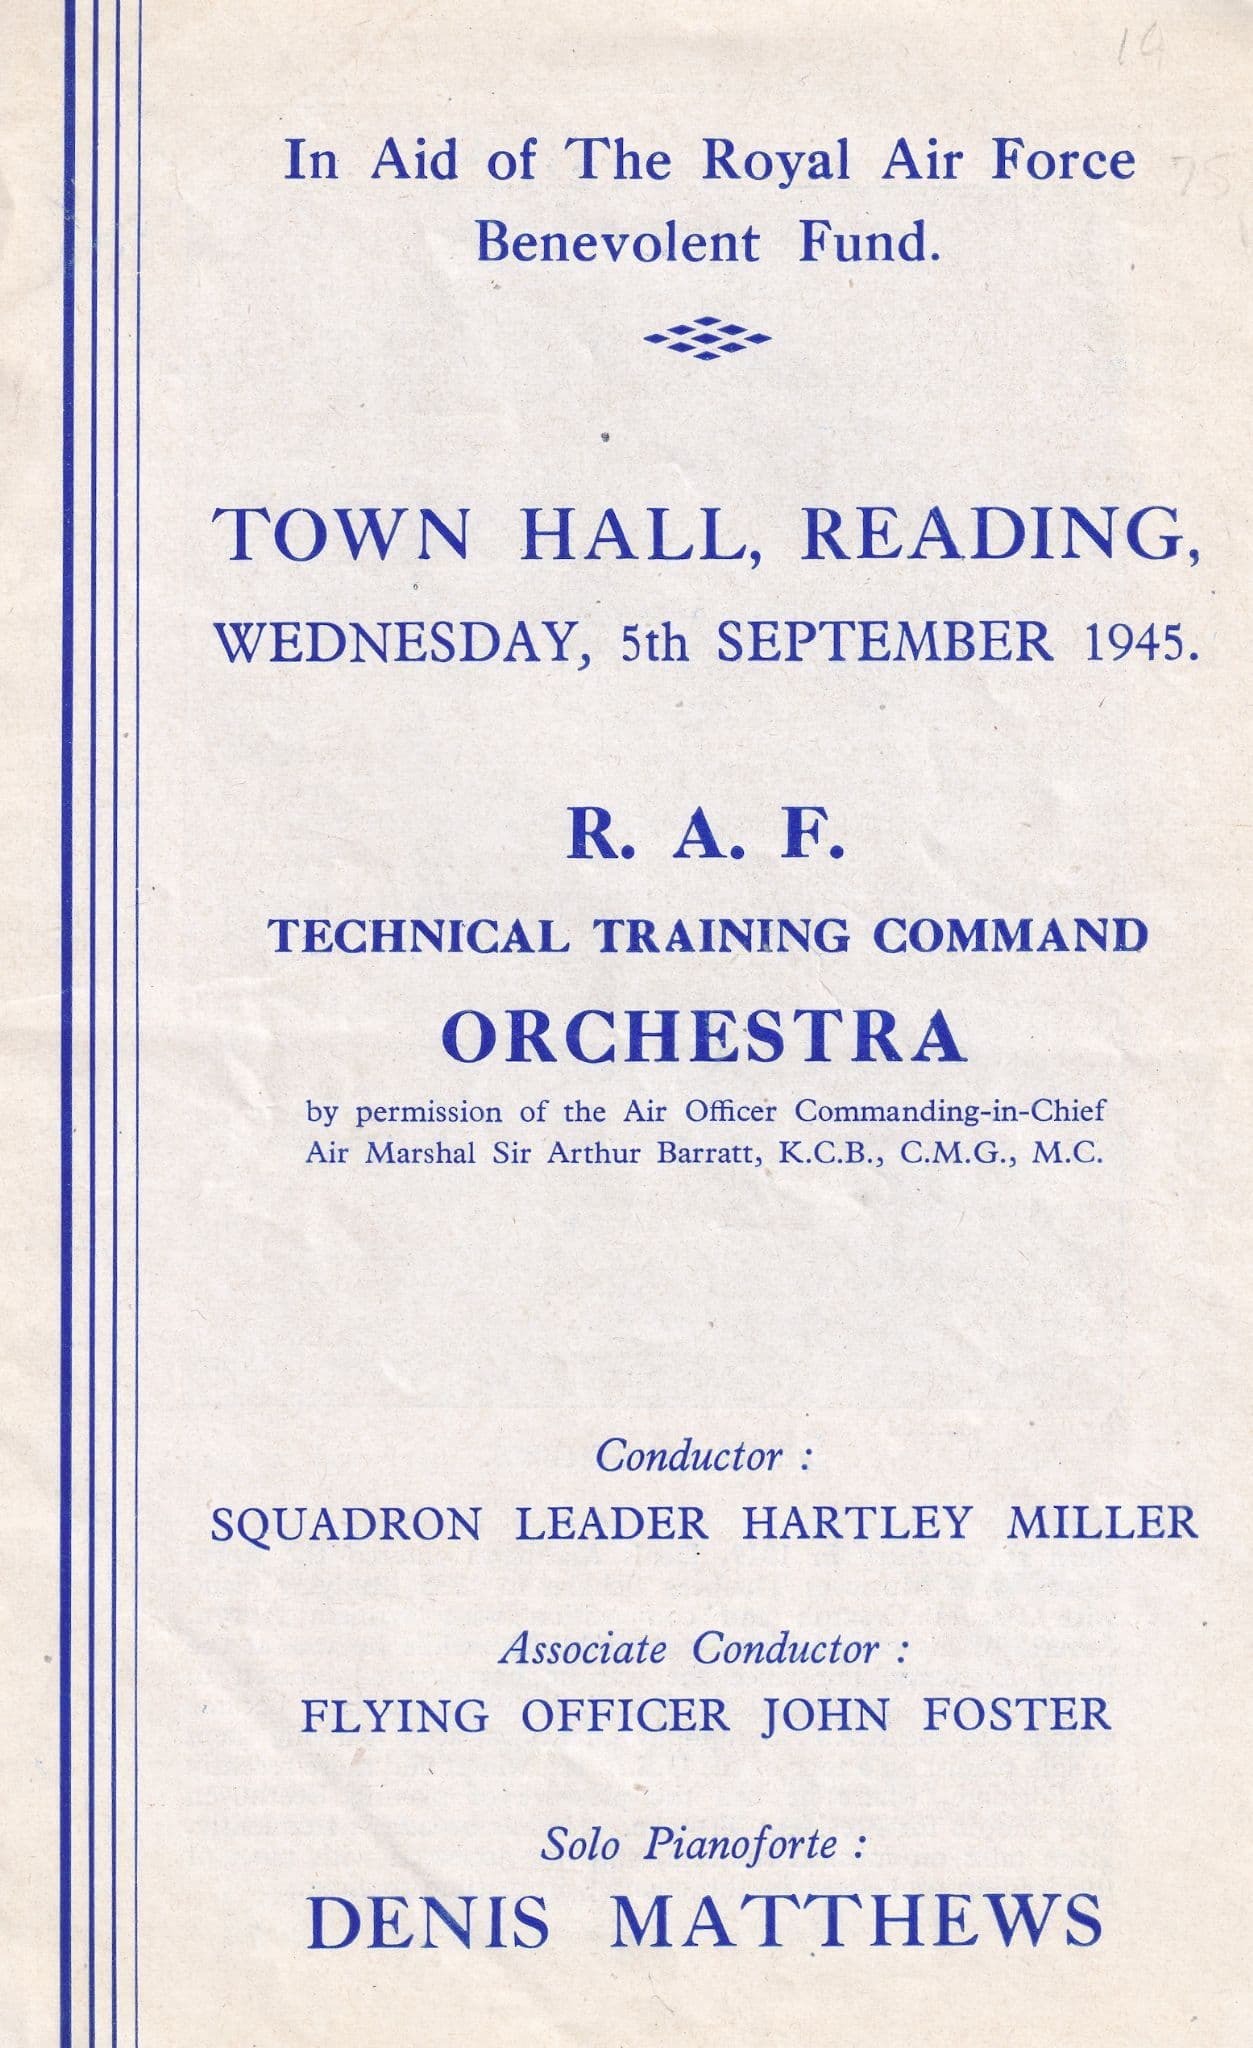 In Aid of The Royal Air Force
Benevolent Fund.
TOWN HALL, READING,
WEDNESDAY, 5th SEPTEMBER 1945.
R. A. F.
TECHNICAL TRAINING COMMAND
ORCHESTRA
by permission of the Air Officer Commanding-in-Chief
Air Marshal Sir Arthur Barratt, K.C.B., C.M.G., M.C.
Conductor :
SQUADRON LEADER HARTLEY MILLER
Associate Conductor :
FLYING OFFICER JOHN FOSTER
Solo Pianoforte :
DENIS MATTHEWS